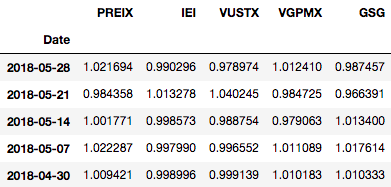 PREIX IEI VUSTX VGPMX GSG
Date
2018-05-28 1.021694 0.990296 0.978974 1.012410 0.987457
2018-05-21 0.984358 1.013278 1.040245 0.984725 0.966391
2018-05-14 1.001771 0.998573 0.988754 0.979063 1.013400
2018-05-07 1.022287 0.997990 0.996552 1.011089 1.017614
2018-04-30 1.009421 0.998996 0.999139 1.010183 1.010333